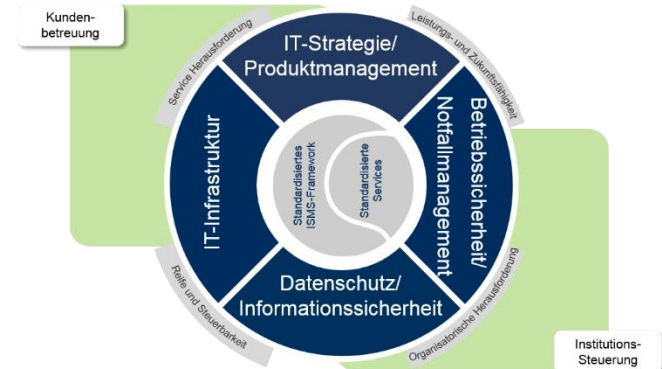 Kunden-
betreuung
Service Herausforderung
Leistungs- und Zukunftsfähigkeit
IT-Strategie/
Produktmanagement
IT-Infrastruktur
Standardisiertes
ISMS-Framework
Standardisierte
Services
Betriebssicherheit/
Notfallmanagement
Datenschutz/
Informationssicherheit
Reife und Steuerbarkeit
Organisatorische Herausforderung
Institutions-
Steuerung